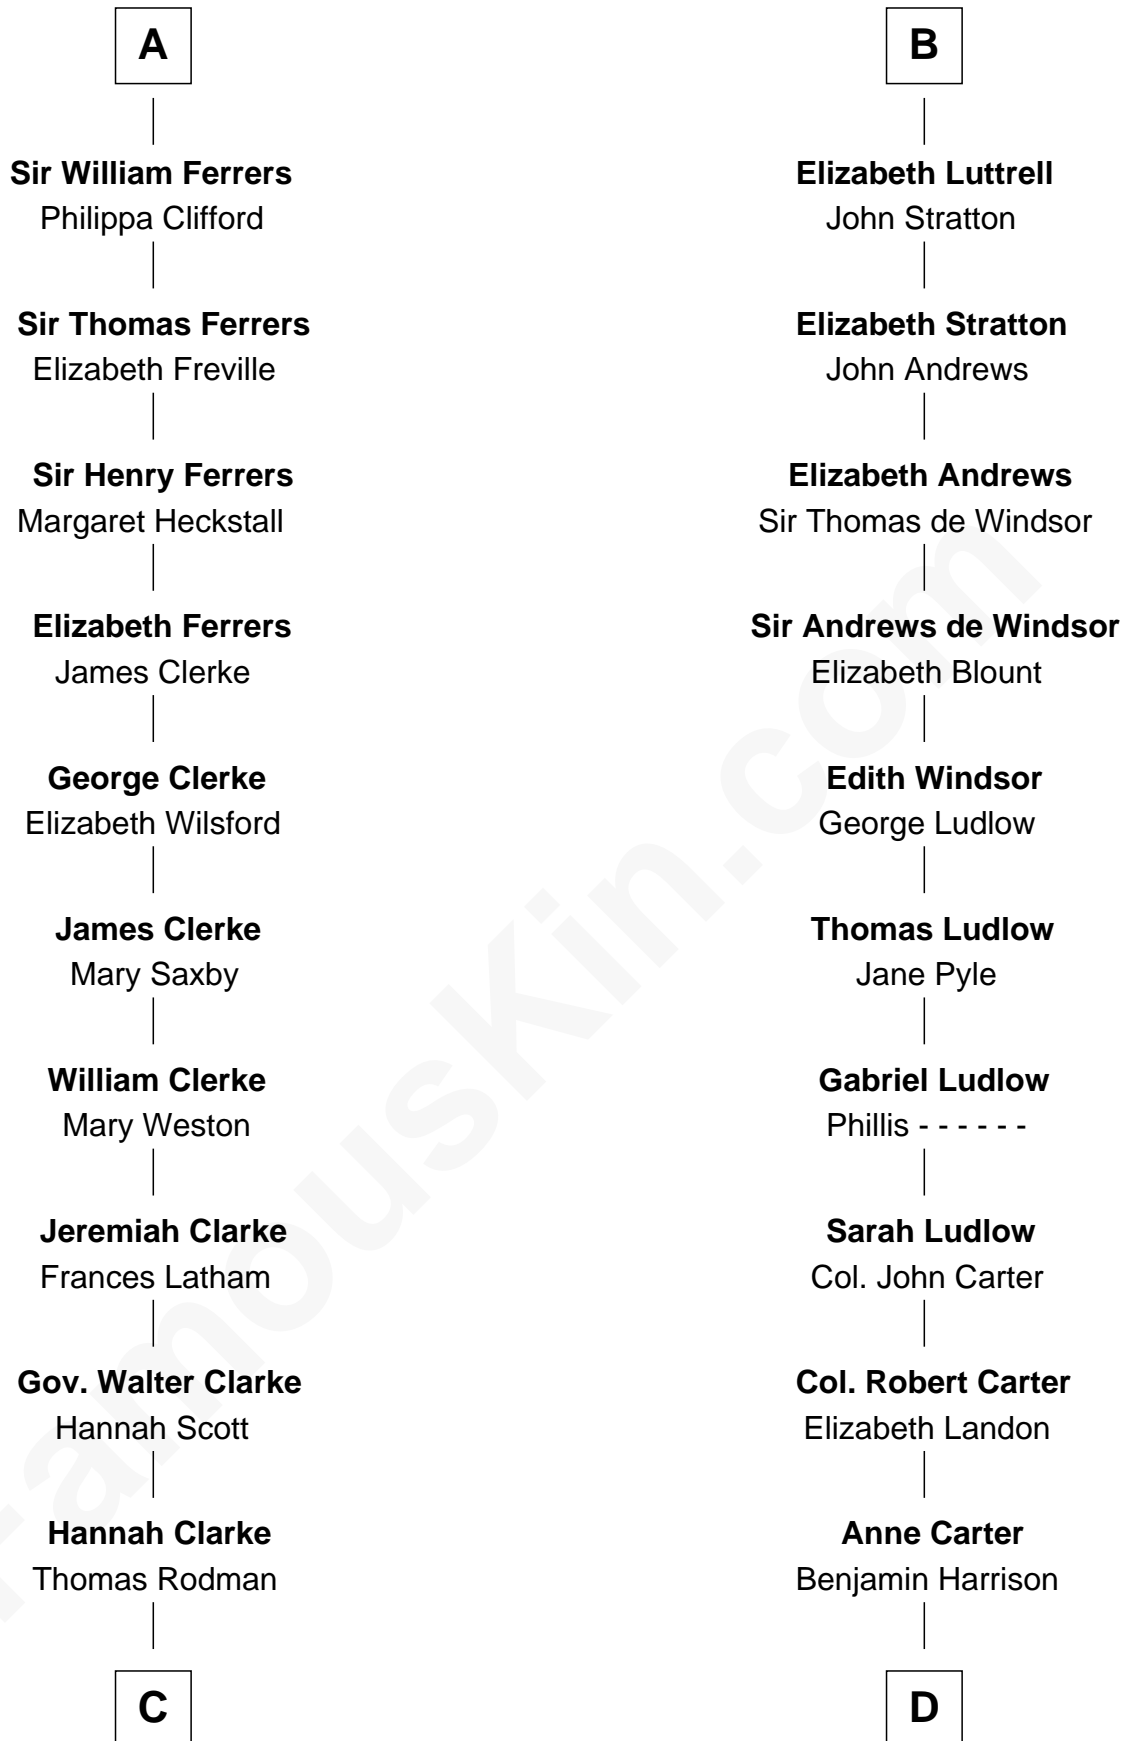 A
Sir William Ferrers
Philippa Clifford
Sir Thomas Ferrers
Elizabeth Freville
Sir Henry Ferrers
Margaret Heckstall
Elizabeth Ferrers
James Clerke
George Clerke
Elizabeth Wilsford
James Clerke
Mary Saxby
William Clerke
Mary Weston
Jeremiah Clarke
Frances Latham
Gov. Walter Clarke
Hannah Scott
Hannah Clarke
Thomas Rodman
C
B
Elizabeth Luttrell
John Stratton
Elizabeth Stratton
John Andrews
Elizabeth Andrews
Sir Thomas de Windsor
Sir Andrews de Windsor
Elizabeth Blount
Edith Windsor
George Ludlow
Thomas Ludlow
Jane Pyle
Gabriel Ludlow
Phillis - - - - - -
Sarah Ludlow
Col. John Carter
Col. Robert Carter
Elizabeth Landon
Anne Carter
Benjamin Harrison
D
FamousKin.com